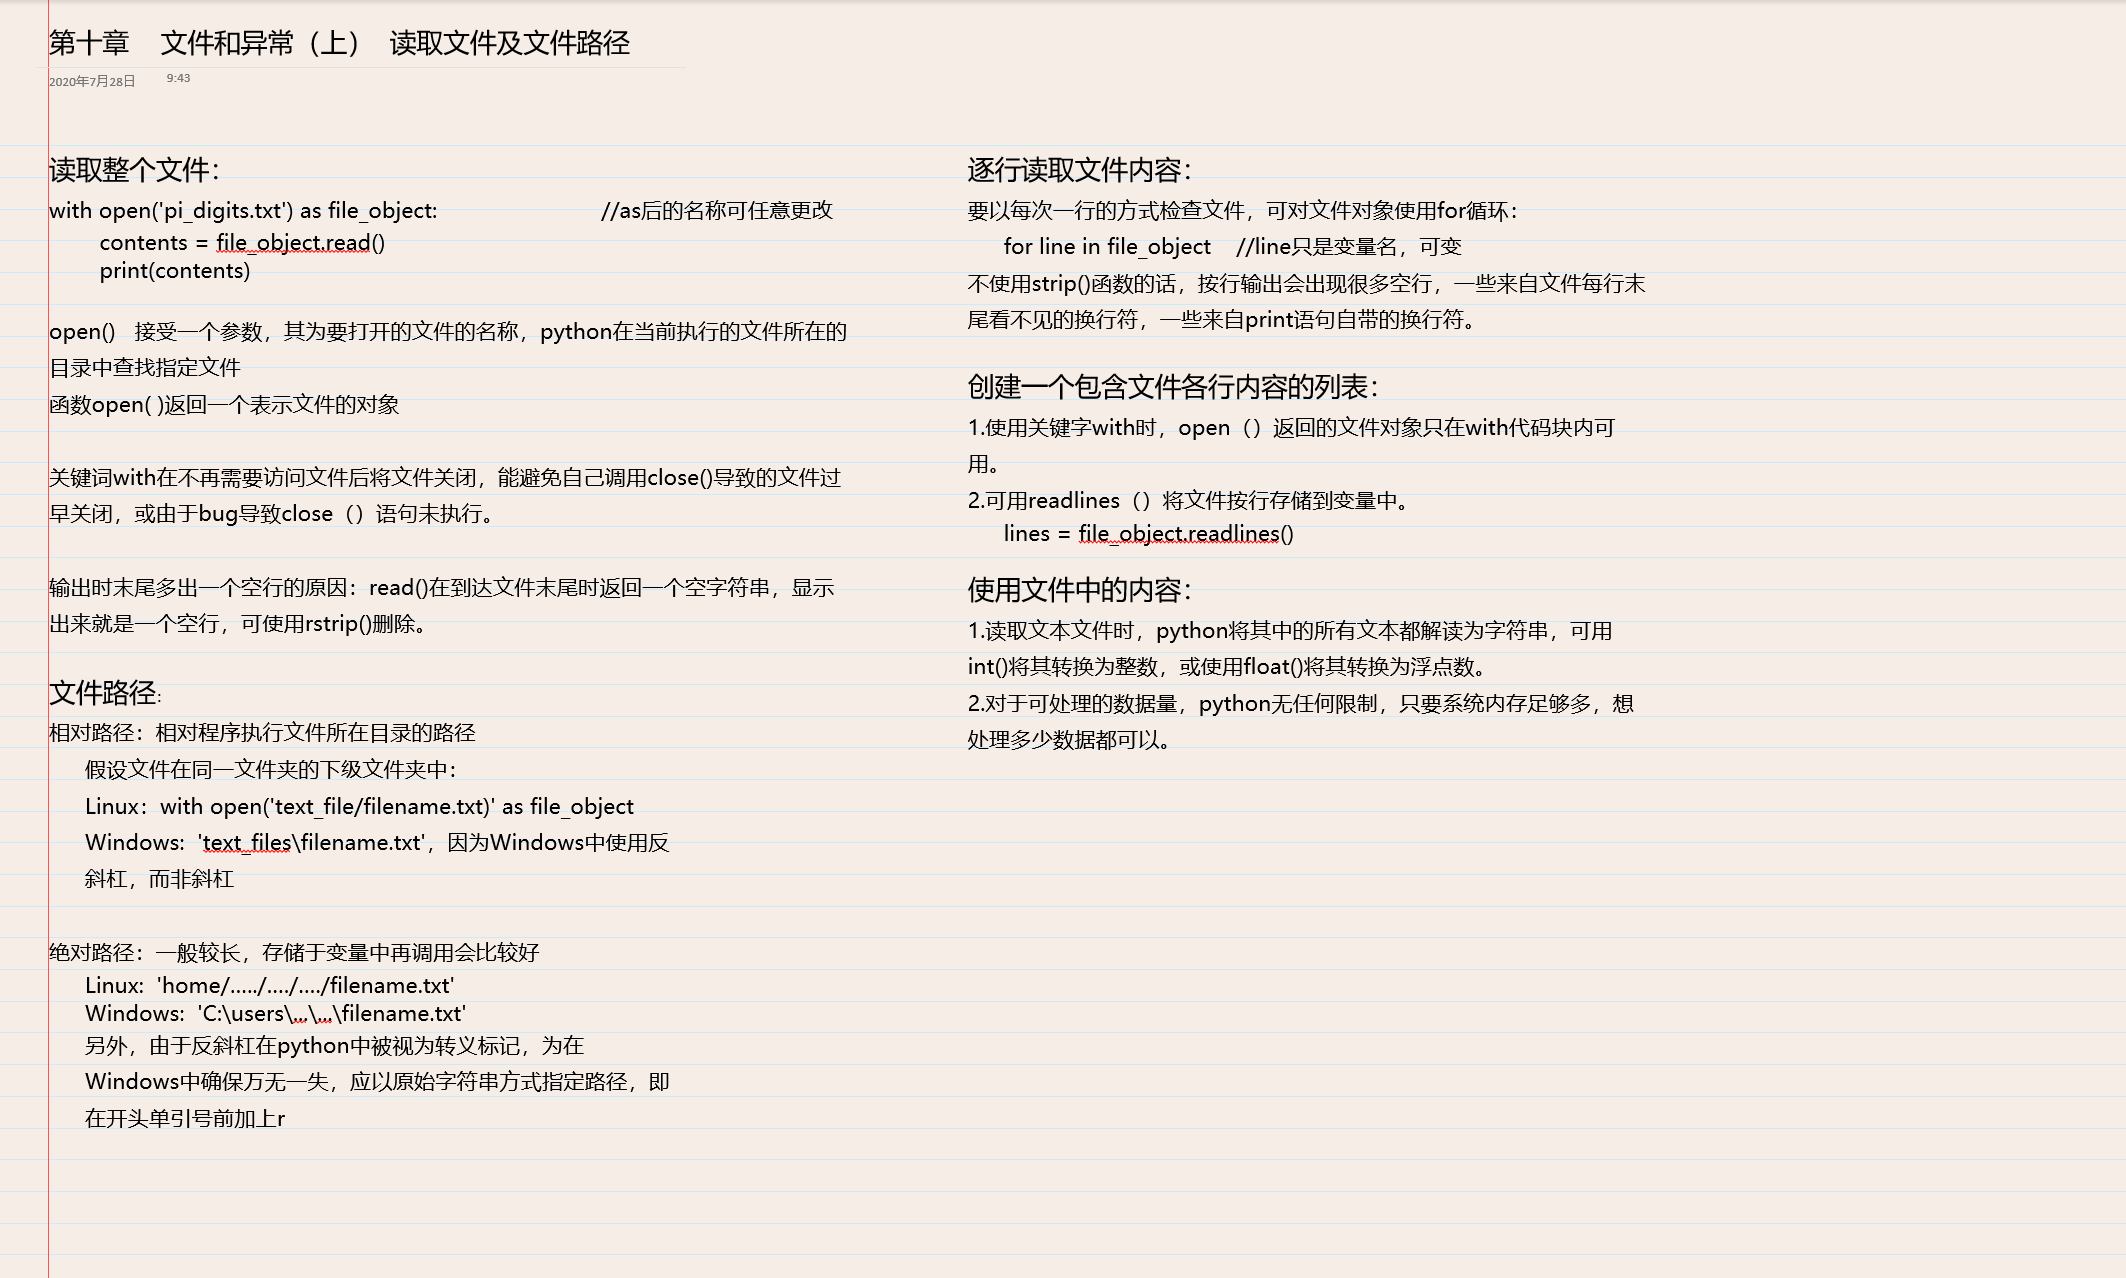 第十章 文件和异常（上） 读取文件及文件路径
2020年7月28日 9:43
读取整个文件：
with open('pi_digits.txt') as file_object: //as后的名称可任意更改
contents = file_object.read()
print(contents)
open() 接受一个参数，其为要打开的文件的名称，python在当前执行的文件所在的
目录中查找指定文件
函数open( )返回一个表示文件的对象
关键词with在不再需要访问文件后将文件关闭，能避免自己调用close()导致的文件过
早关闭，或由于bug导致close（）语句未执行。
输出时末尾多出一个空行的原因：read()在到达文件末尾时返回一个空字符串，显示
出来就是一个空行，可使用rstrip()删除。
文件路径：
相对路径：相对程序执行文件所在目录的路径
假设文件在同一文件夹的下级文件夹中：
Linux：with open('text_file/filename.txt)' as file_object
Windows:  'text_files\filename.txt'，因为Windows中使用反
斜杠，而非斜杠
绝对路径：一般较长，存储于变量中再调用会比较好
Linux:  'home/...../..../..../filename.txt'
Windows:  'C:\users\...\...\filename.txt'
另外，由于反斜杠在python中被视为转义标记，为在
Windows中确保万无一失，应以原始字符串方式指定路径，即
在开头单引号前加上r
逐行读取文件内容：
要以每次一行的方式检查文件，可对文件对象使用for循环：
for line in file_object //line只是变量名，可变
不使用strip()函数的话，按行输出会出现很多空行，一些来自文件每行末
尾看不见的换行符，一些来自print语句自带的换行符。
创建一个包含文件各行内容的列表：
1.使用关键字with时，open（）返回的文件对象只在with代码块内可
用。
2.可用readlines（）将文件按行存储到变量中。
lines = file_object.readlines()
使用文件中的内容：
1.读取文本文件时，python将其中的所有文本都解读为字符串，可用
int()将其转换为整数，或使用float()将其转换为浮点数。
2.对于可处理的数据量，python无任何限制，只要系统内存足够多，想
处理多少数据都可以。